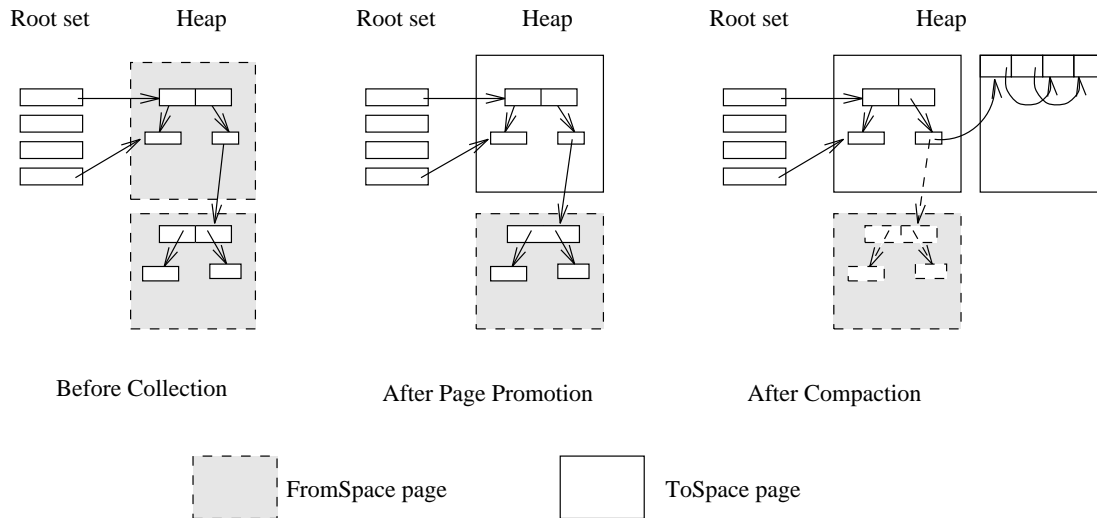 Root set Heap Root set Heap Root set Heap
Before Collection After Page Promotion After Compaction
FromSpace page ToSpace page